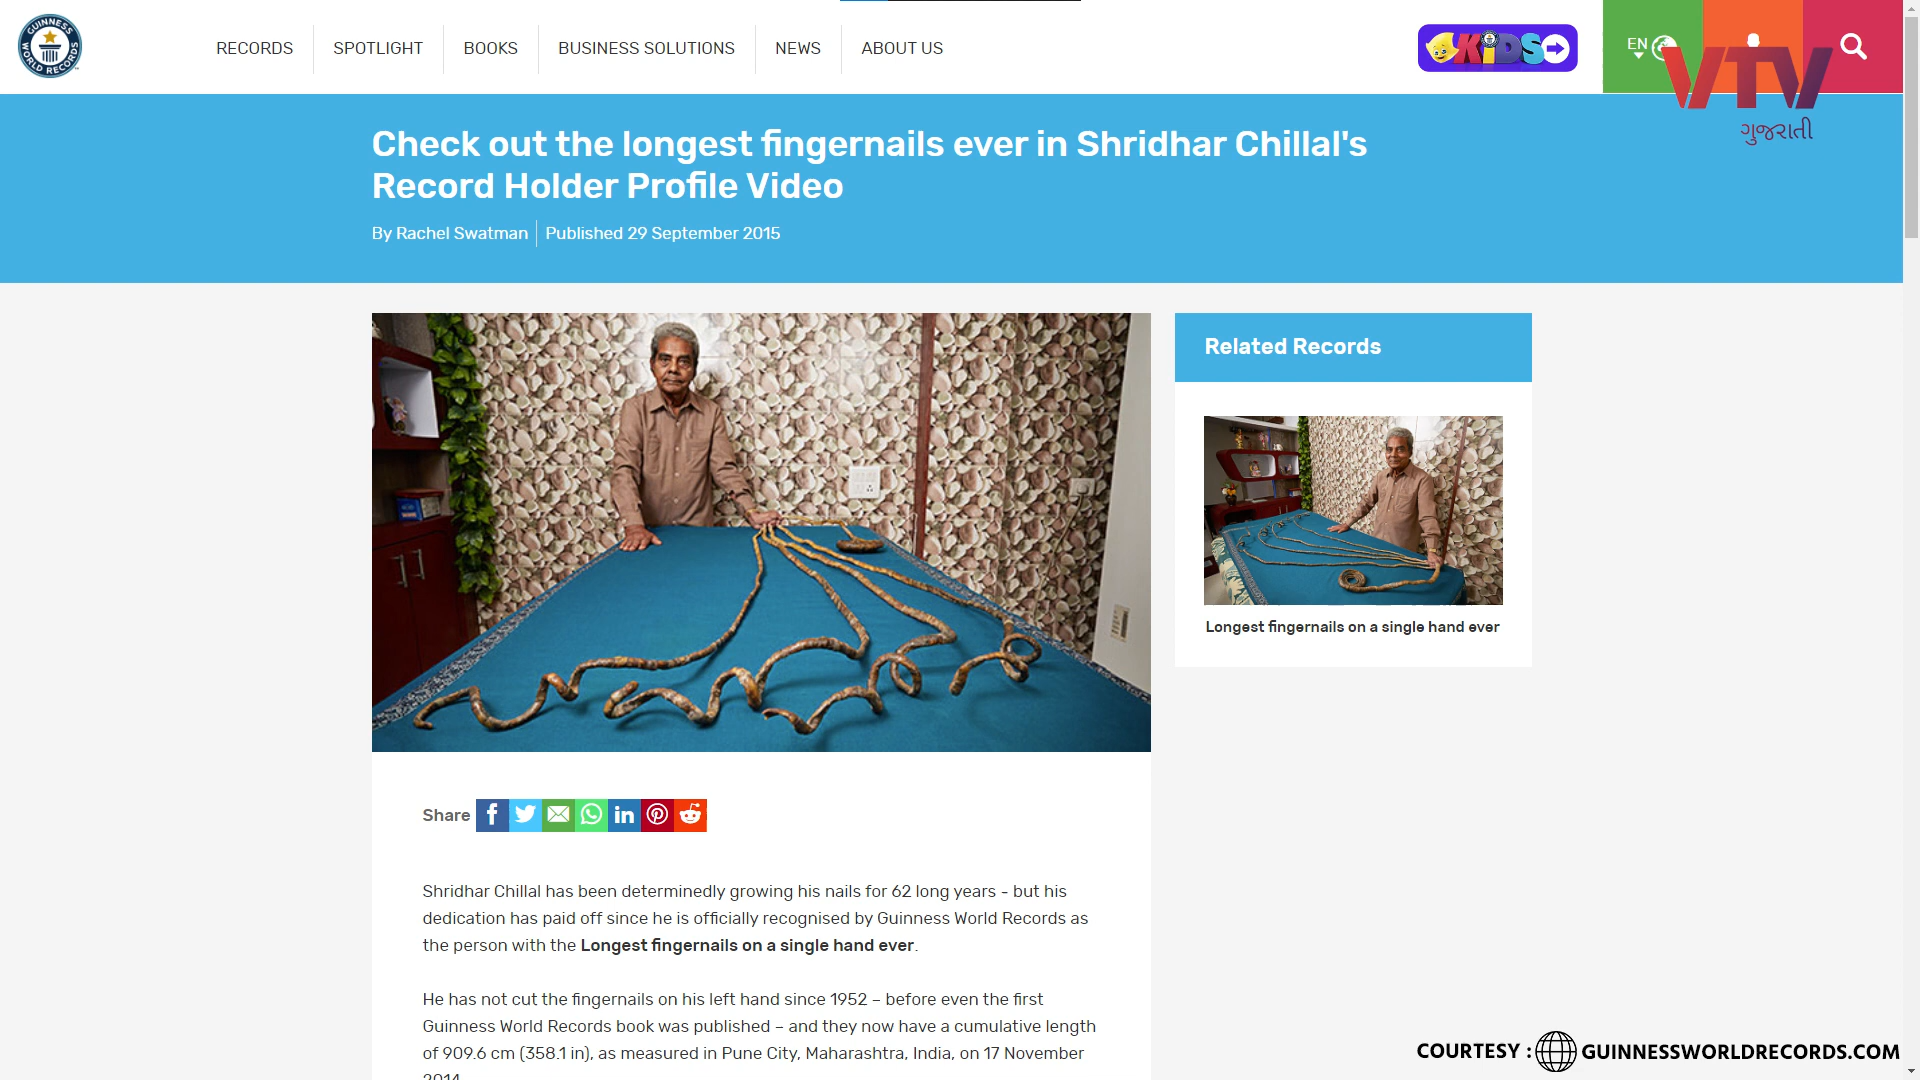 GUINNESS WORLD RECORDS
RECORDS
SPOTLIGHT
BOOKS
BUSINESS SOLUTIONS
NEWS
ABOUT US
KiDS
EN
VTV
ગુજરાતી
Check out the longest fingernails ever in Shridhar Chillal's
Record Holder Profile Video
By Rachel Swatman
Published 29 September 2015
Related Records
Longest fingernails on a single hand ever
Share
Shridhar Chillal has been determinedly growing his nails for 62 long years - but his
dedication has paid off since he is officially recognised by Guinness World Records as
the person with the Longest fingernails on a single hand ever.
He has not cut the fingernails on his left hand since 1952 – before even the first
Guinness World Records book was published – and they now have a cumulative length
of 909.6 cm (358.1 in), as measured in Pune City, Maharashtra, India, on 17 November
2014
COURTESY : GUINNESSWORLDRECORDS.COM